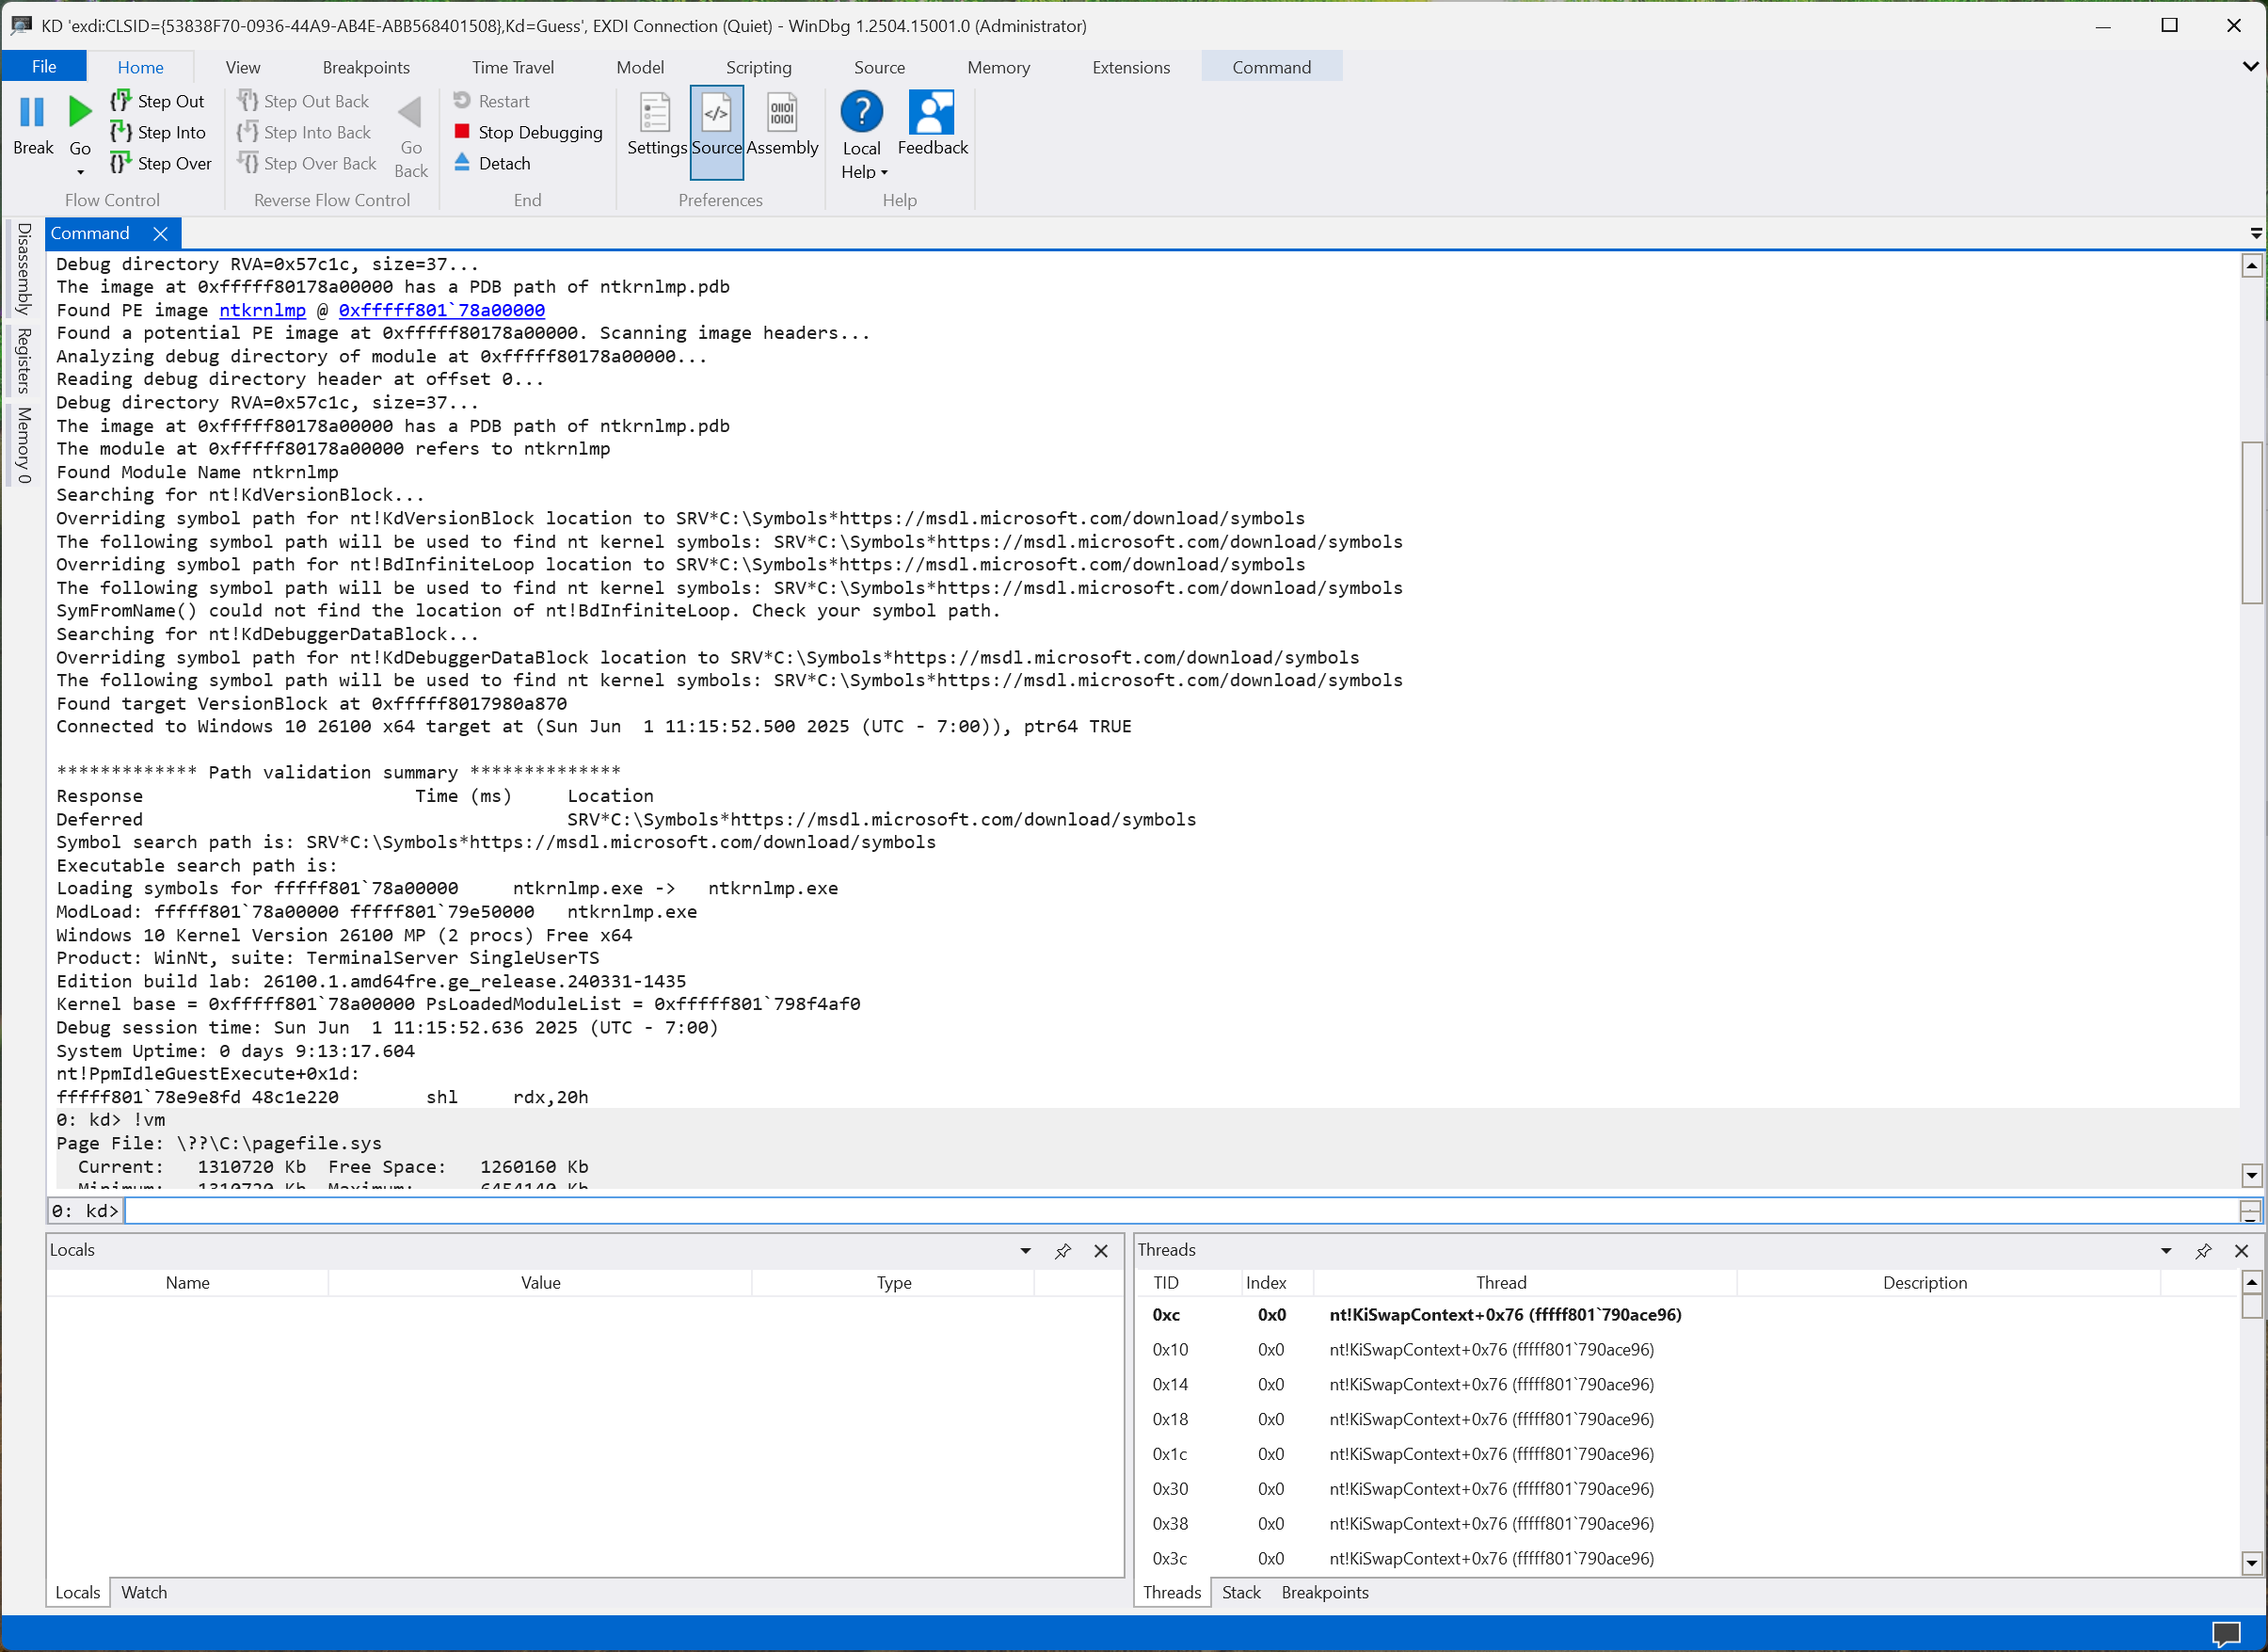 KD 'exdi:CLSID={53838F70-0936-44A9-AB4E-ABB568401508},Kd=Guess', EXDI Connection (Quiet) - WinDbg 1.2504.15001.0 (Administrator)
File Home View Breakpoints Time Travel Model Scripting Source Memory Extensions Command
Break
Go
Step Out
Step Into
Step Over
Flow Control
Step Out Back
Step Into Back
Step Over Back
Go Back
Reverse Flow Control
Restart
Stop Debugging
Detach
End
Settings
Source
Assembly
Preferences
Local Help
Feedback
Help
Disassembly
Registers
Memory 0
Command
Debug directory RVA=0x57c1c, size=37...
The image at 0xfffff80178a00000 has a PDB path of ntkrnlmp.pdb
Found PE image ntkrnlmp @ 0xfffff801`78a00000
Found a potential PE image at 0xfffff80178a00000. Scanning image headers...
Analyzing debug directory of module at 0xfffff80178a00000...
Reading debug directory header at offset 0...
Debug directory RVA=0x57c1c, size=37...
The image at 0xfffff80178a00000 has a PDB path of ntkrnlmp.pdb
The module at 0xfffff80178a00000 refers to ntkrnlmp
Found Module Name ntkrnlmp
Searching for nt!KdVersionBlock...
Overriding symbol path for nt!KdVersionBlock location to SRV*C:\Symbols*https://msdl.microsoft.com/download/symbols
The following symbol path will be used to find nt kernel symbols: SRV*C:\Symbols*https://msdl.microsoft.com/download/symbols
Overriding symbol path for nt!BdInfiniteLoop location to SRV*C:\Symbols*https://msdl.microsoft.com/download/symbols
The following symbol path will be used to find nt kernel symbols: SRV*C:\Symbols*https://msdl.microsoft.com/download/symbols
SymFromName() could not find the location of nt!BdInfiniteLoop. Check your symbol path.
Searching for nt!KdDebuggerDataBlock...
Overriding symbol path for nt!KdDebuggerDataBlock location to SRV*C:\Symbols*https://msdl.microsoft.com/download/symbols
The following symbol path will be used to find nt kernel symbols: SRV*C:\Symbols*https://msdl.microsoft.com/download/symbols
Found target VersionBlock at 0xfffff8017980a870
Connected to Windows 10 26100 x64 target at (Sun Jun  1 11:15:52.500 2025 (UTC - 7:00)), ptr64 TRUE
************* Path validation summary **************
Response                         Time (ms)     Location
Deferred                                       SRV*C:\Symbols*https://msdl.microsoft.com/download/symbols
Symbol search path is: SRV*C:\Symbols*https://msdl.microsoft.com/download/symbols
Executable search path is:
Loading symbols for fffff801`78a00000     ntkrnlmp.exe ->   ntkrnlmp.exe
ModLoad: fffff801`78a00000 fffff801`79e50000   ntkrnlmp.exe
Windows 10 Kernel Version 26100 MP (2 procs) Free x64
Product: WinNt, suite: TerminalServer SingleUserTS
Edition build lab: 26100.1.amd64fre.ge_release.240331-1435
Kernel base = 0xfffff801`78a00000 PsLoadedModuleList = 0xfffff801`798f4af0
Debug session time: Sun Jun  1 11:15:52.636 2025 (UTC - 7:00)
System Uptime: 0 days 9:13:17.604
nt!PpmIdleGuestExecute+0x1d:
fffff801`78e9e8fd 48c1e220        shl     rdx,20h
0: kd> !vm
Page File: \??\C:\pagefile.sys
  Current:   1310720 Kb  Free Space:   1260160 Kb
  Minimum:   1310720 Kb  Maximum:      6454140 Kb
0: kd>
Locals
Name Value Type
Locals Watch
Threads
TID Index Thread Description
0xc 0x0 nt!KiSwapContext+0x76 (fffff801`790ace96)
0x10 0x0 nt!KiSwapContext+0x76 (fffff801`790ace96)
0x14 0x0 nt!KiSwapContext+0x76 (fffff801`790ace96)
0x18 0x0 nt!KiSwapContext+0x76 (fffff801`790ace96)
0x1c 0x0 nt!KiSwapContext+0x76 (fffff801`790ace96)
0x30 0x0 nt!KiSwapContext+0x76 (fffff801`790ace96)
0x38 0x0 nt!KiSwapContext+0x76 (fffff801`790ace96)
0x3c 0x0 nt!KiSwapContext+0x76 (fffff801`790ace96)
Threads Stack Breakpoints